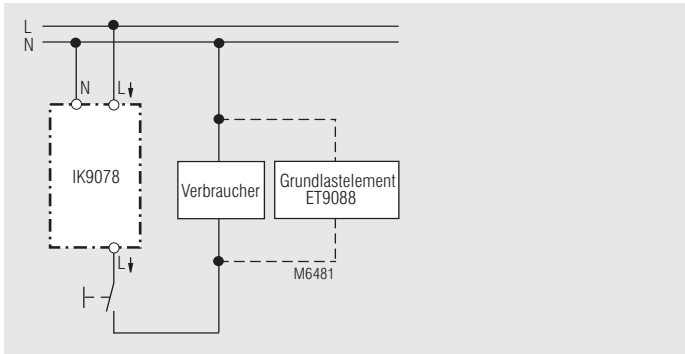 L
N
N
L
IK9078
Verbraucher
Grundlastelement
ET9088
L
M6481